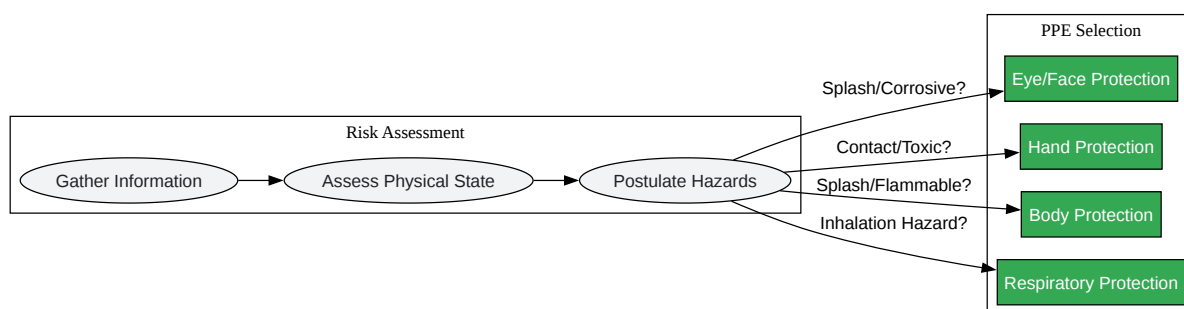 PPE Selection
Eye/Face Protection
Splash/Corrosive?
Risk Assessment
Hand Protection
Contact/Toxic?
Gather Information
Assess Physical State
Postulate Hazards
Splash/Flammable?
Body Protection
Inhalation Hazard?
Respiratory Protection